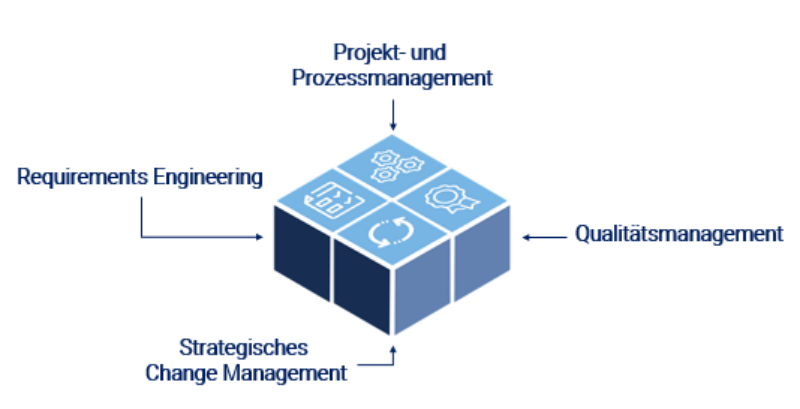 Projekt- und
Prozessmanagement
Requirements Engineering
Qualitätsmanagement
Strategisches
Change Management